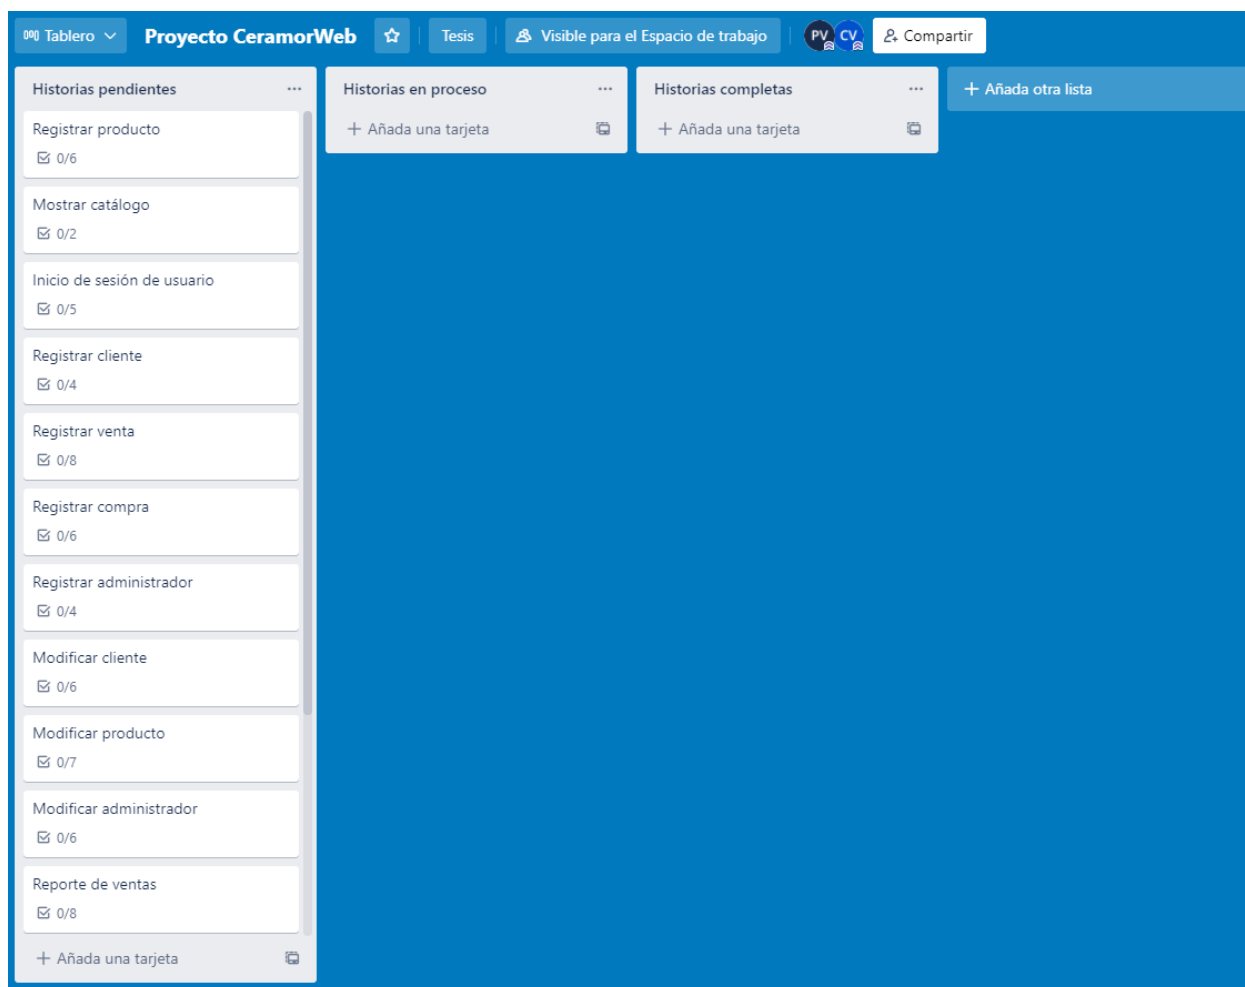 Tablero
Proyecto CeramorWeb
Tesis
Visible para el Espacio de trabajo
PV
CV
Compartir
Historias pendientes
Registrar producto
0/6
Mostrar catálogo
0/2
Inicio de sesión de usuario
0/5
Registrar cliente
0/4
Registrar venta
0/8
Registrar compra
0/6
Registrar administrador
0/4
Modificar cliente
0/6
Modificar producto
0/7
Modificar administrador
0/6
Reporte de ventas
0/8
+ Añada una tarjeta
Historias en proceso
+ Añada una tarjeta
Historias completas
+ Añada una tarjeta
+ Añada otra lista